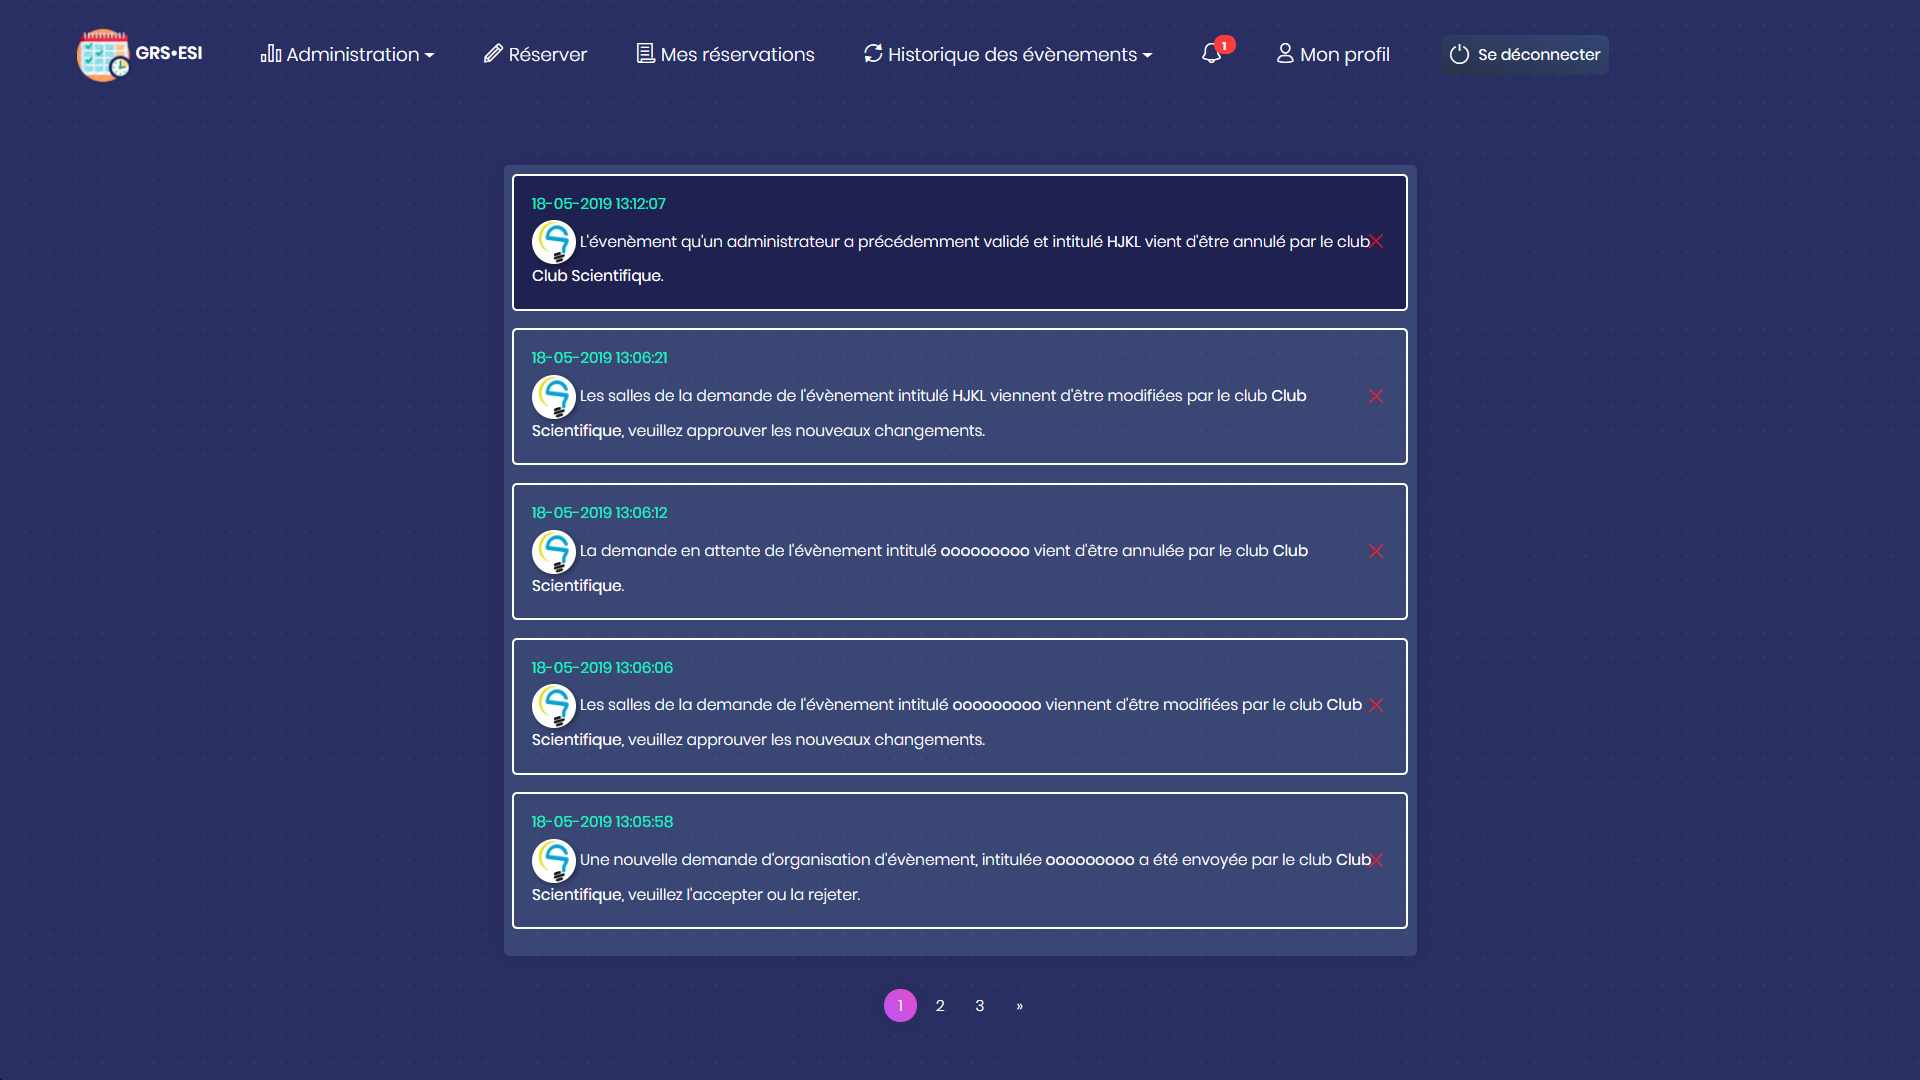 GRS•ESI
Administration
Réserver
Mes réservations
Historique des évènements
1
Mon profil
Se déconnecter
18-05-2019 13:12:07
L'évenèment qu'un administrateur a précédemment validé et intitulé HJKL vient d'être annulé par le club
Club Scientifique.
18-05-2019 13:06:21
Les salles de la demande de l'évènement intitulé HJKL viennent d'être modifiées par le club Club
Scientifique, veuillez approuver les nouveaux changements.
18-05-2019 13:06:12
La demande en attente de l'évènement intitulé ooooooooo vient d'être annulée par le club Club
Scientifique.
18-05-2019 13:06:06
Les salles de la demande de l'évènement intitulé ooooooooo viennent d'être modifiées par le club Club
Scientifique, veuillez approuver les nouveaux changements.
18-05-2019 13:05:58
Une nouvelle demande d'organisation d'évènement, intitulée ooooooooo a été envoyée par le club Club
Scientifique, veuillez l'accepter ou la rejeter.
1 2 3 »